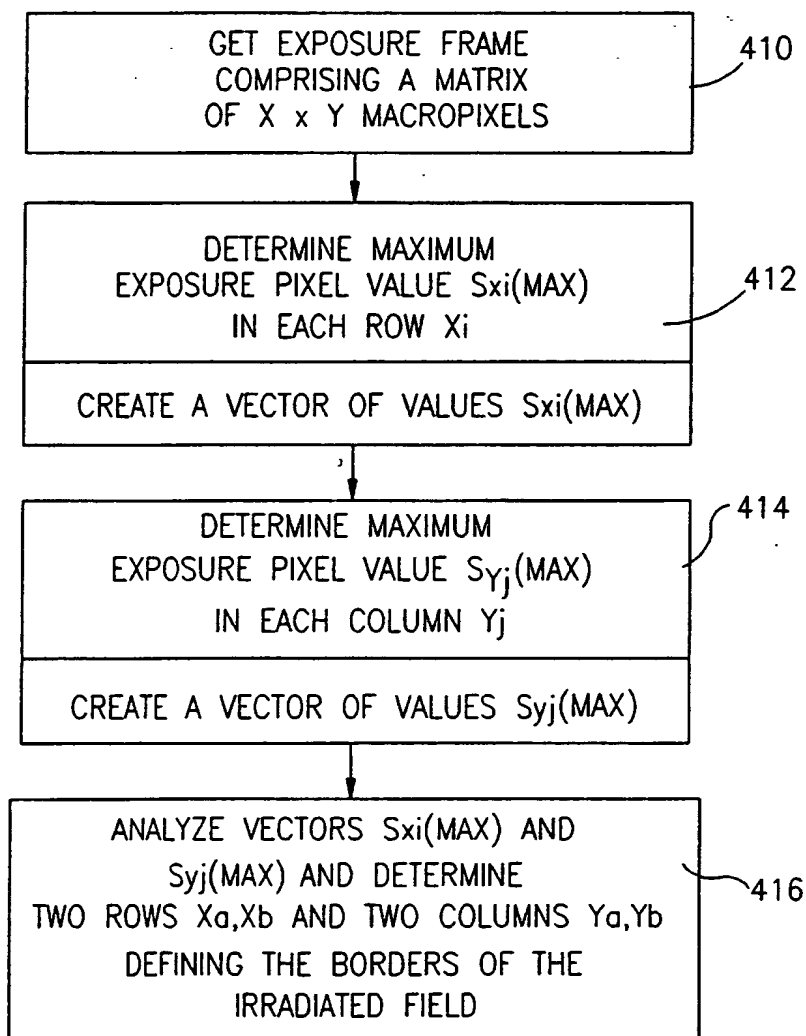 GET EXPOSURE FRAME
COMPRISING A MATRIX
OF X x Y MACROPIXELS
410
DETERMINE MAXIMUM
EXPOSURE PIXEL VALUE Sxi(MAX)
IN EACH ROW Xi
412
CREATE A VECTOR OF VALUES Sxi(MAX)
DETERMINE MAXIMUM
EXPOSURE PIXEL VALUE SYj(MAX)
IN EACH COLUMN Yj
414
CREATE A VECTOR OF VALUES Syj(MAX)
ANALYZE VECTORS Sxi(MAX) AND
Syj(MAX) AND DETERMINE
TWO ROWS Xa,Xb AND TWO COLUMNS Ya,Yb
DEFINING THE BORDERS OF THE
IRRADIATED FIELD
416